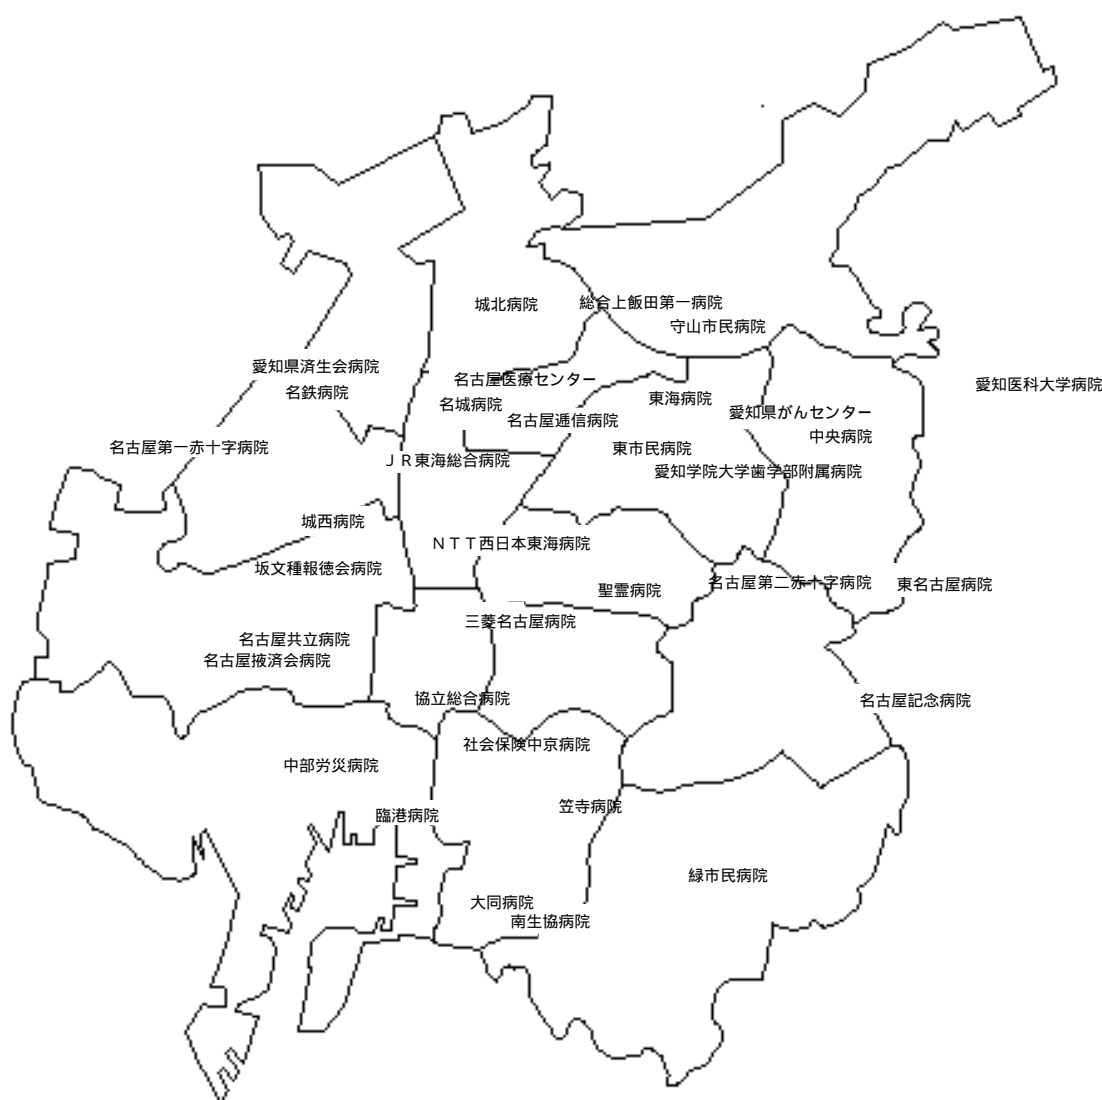 城北病院
総合上飯田第一病院
守山市民病院
愛知県済生会病院
名古屋医療センター
愛知医科大学病院
名鉄病院
東海病院
名城病院
愛知県がんセンター
名古屋逓信病院
中央病院
名古屋第一赤十字病院
東市民病院
ＪＲ東海総合病院
愛知学院大学歯学部附属病院
城西病院
ＮＴＴ西日本東海病院
坂文種報徳会病院
名古屋第二赤十字病院
東名古屋病院
聖霊病院
三菱名古屋病院
名古屋共立病院
名古屋掖済会病院
協立総合病院
名古屋記念病院
社会保険中京病院
中部労災病院
笠寺病院
臨港病院
緑市民病院
大同病院
南生協病院